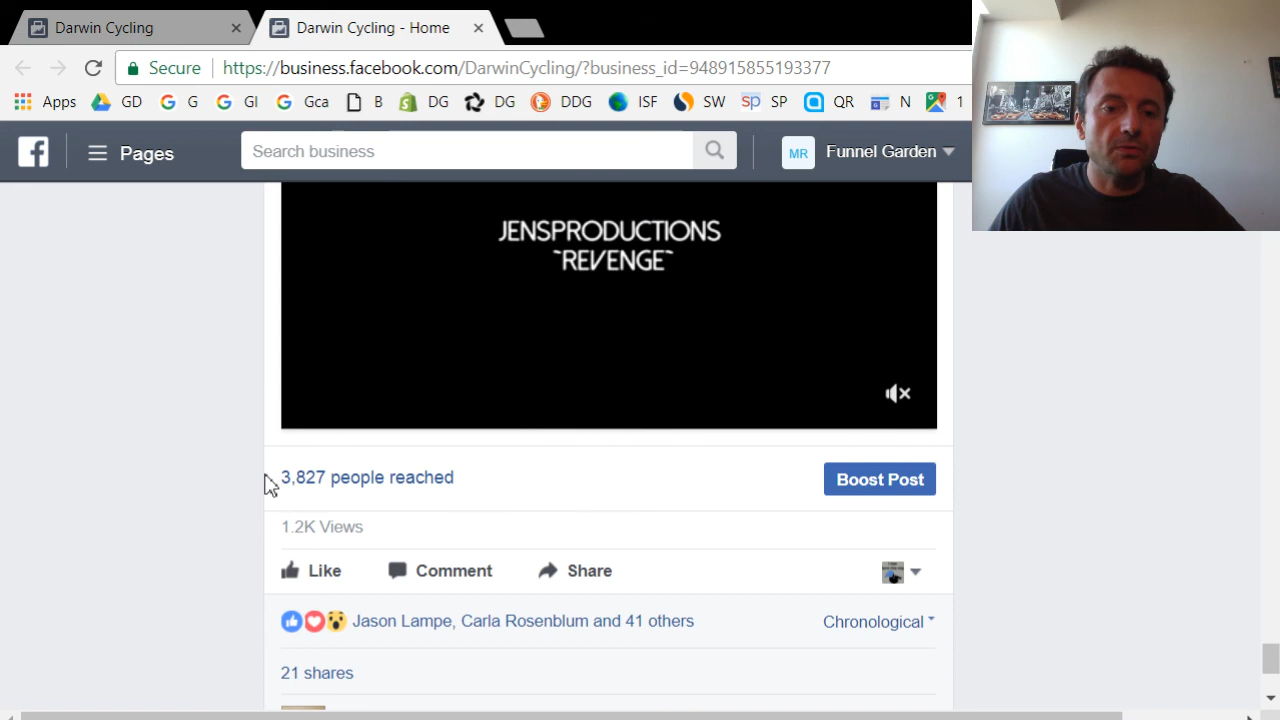 Darwin Cycling
Darwin Cycling - Home
Secure https://business.facebook.com/DarwinCycling/?business_id=948915855193377
Apps GD G GI Gca B DG DG DDG ISF SW SP QR N 1
Pages Search business MR Funnel Garden
JENSPRODUCTIONS
~REVENGE~
3,827 people reached Boost Post
1.2K Views
Like Comment Share
Jason Lampe, Carla Rosenblum and 41 others Chronological
21 shares